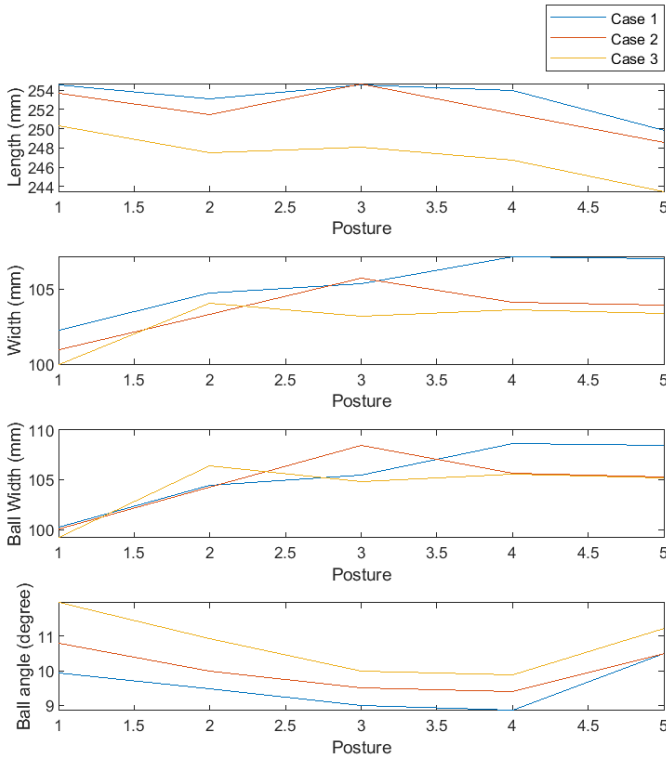 Case 1
Case 2
Case 3
Length (mm)
254
252
250
248
246
244
1 1.5 2 2.5 3 3.5 4 4.5 5
Posture
Width (mm)
105
100
1 1.5 2 2.5 3 3.5 4 4.5 5
Posture
Ball Width (mm)
110
105
100
1 1.5 2 2.5 3 3.5 4 4.5 5
Posture
Ball angle (degree)
11
10
9
1 1.5 2 2.5 3 3.5 4 4.5 5
Posture